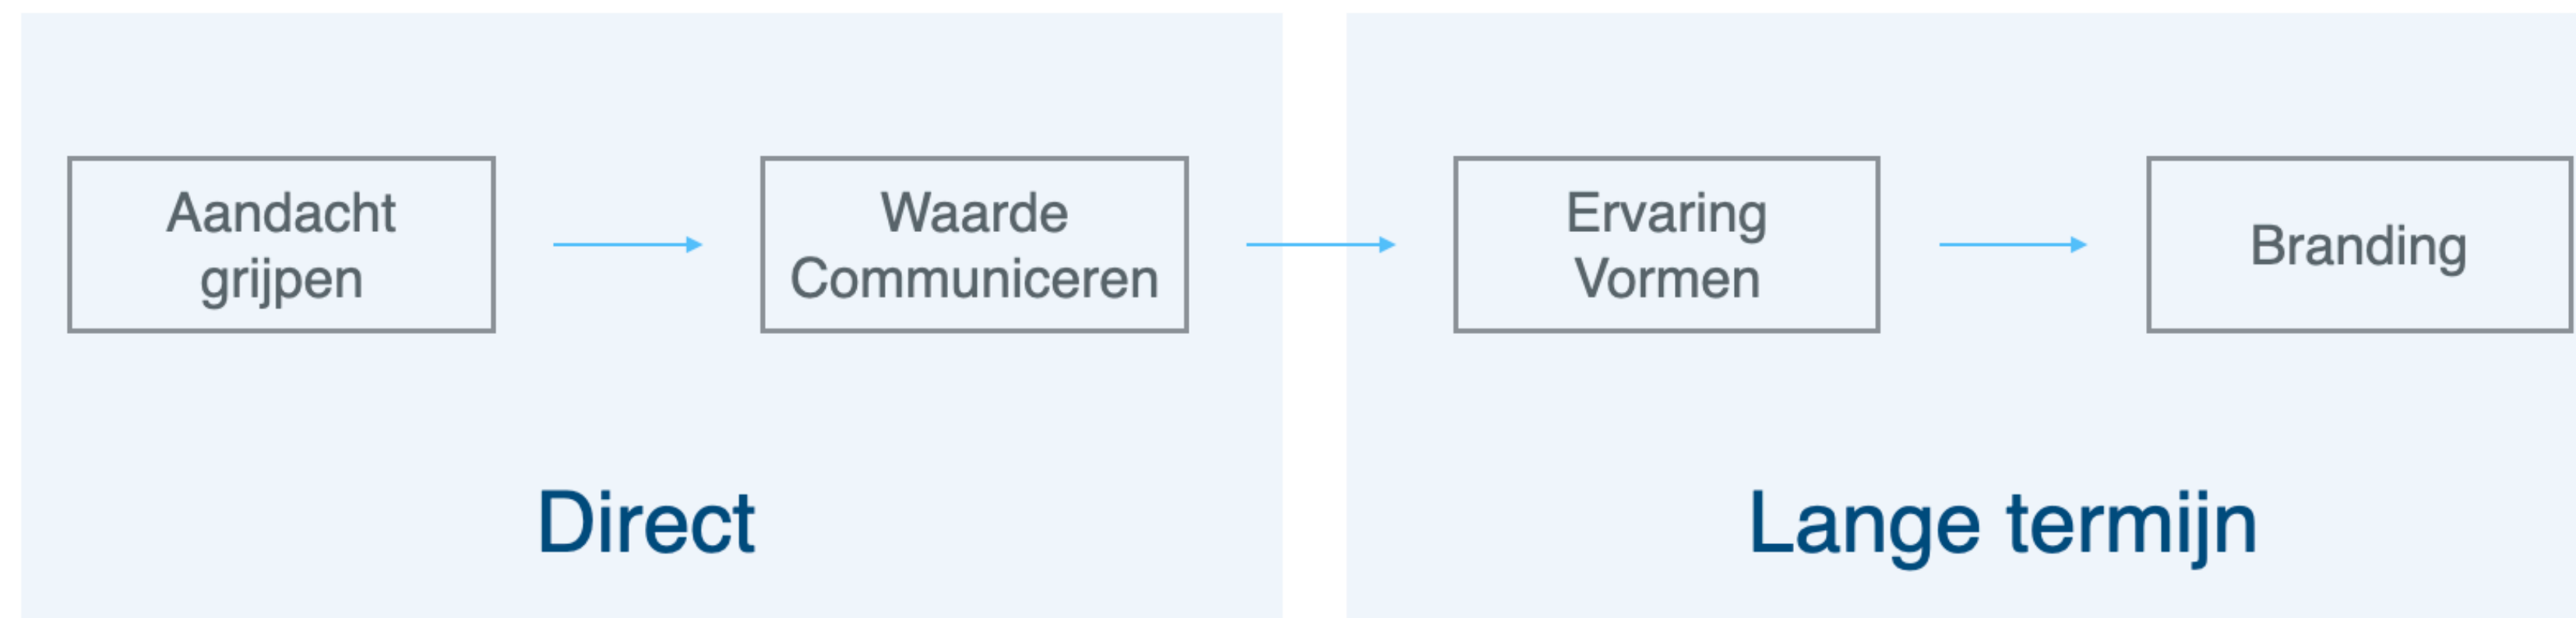 Aandacht
grijpen
Waarde
Communiceren
Ervaring
Vormen
Branding
Direct
Lange termijn